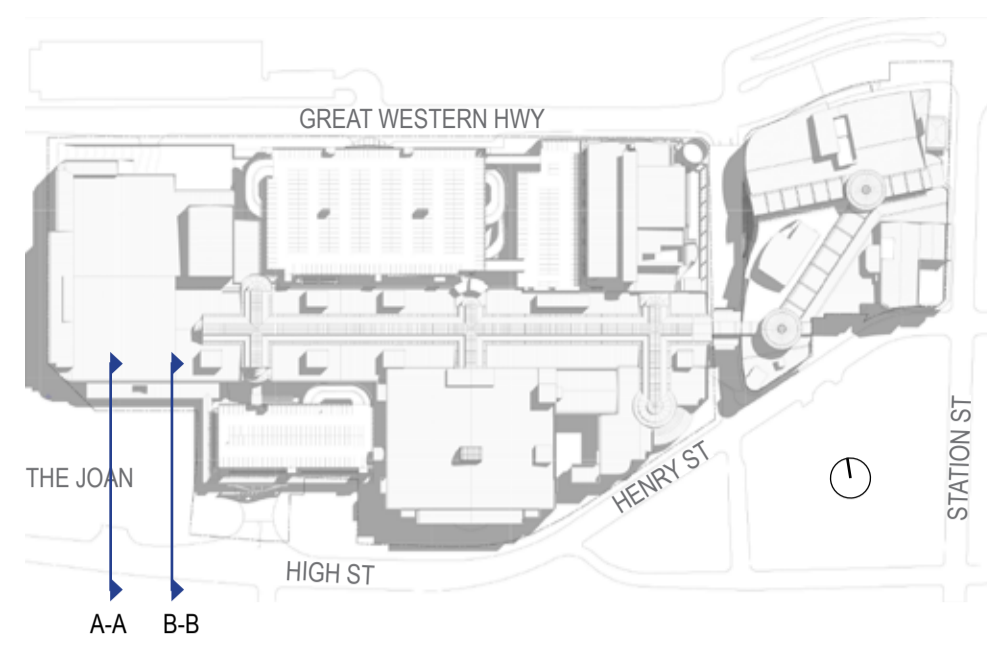 GREAT WESTERN HWY
THE JOAN
HENRY ST
STATION ST
HIGH ST
A-A
B-B